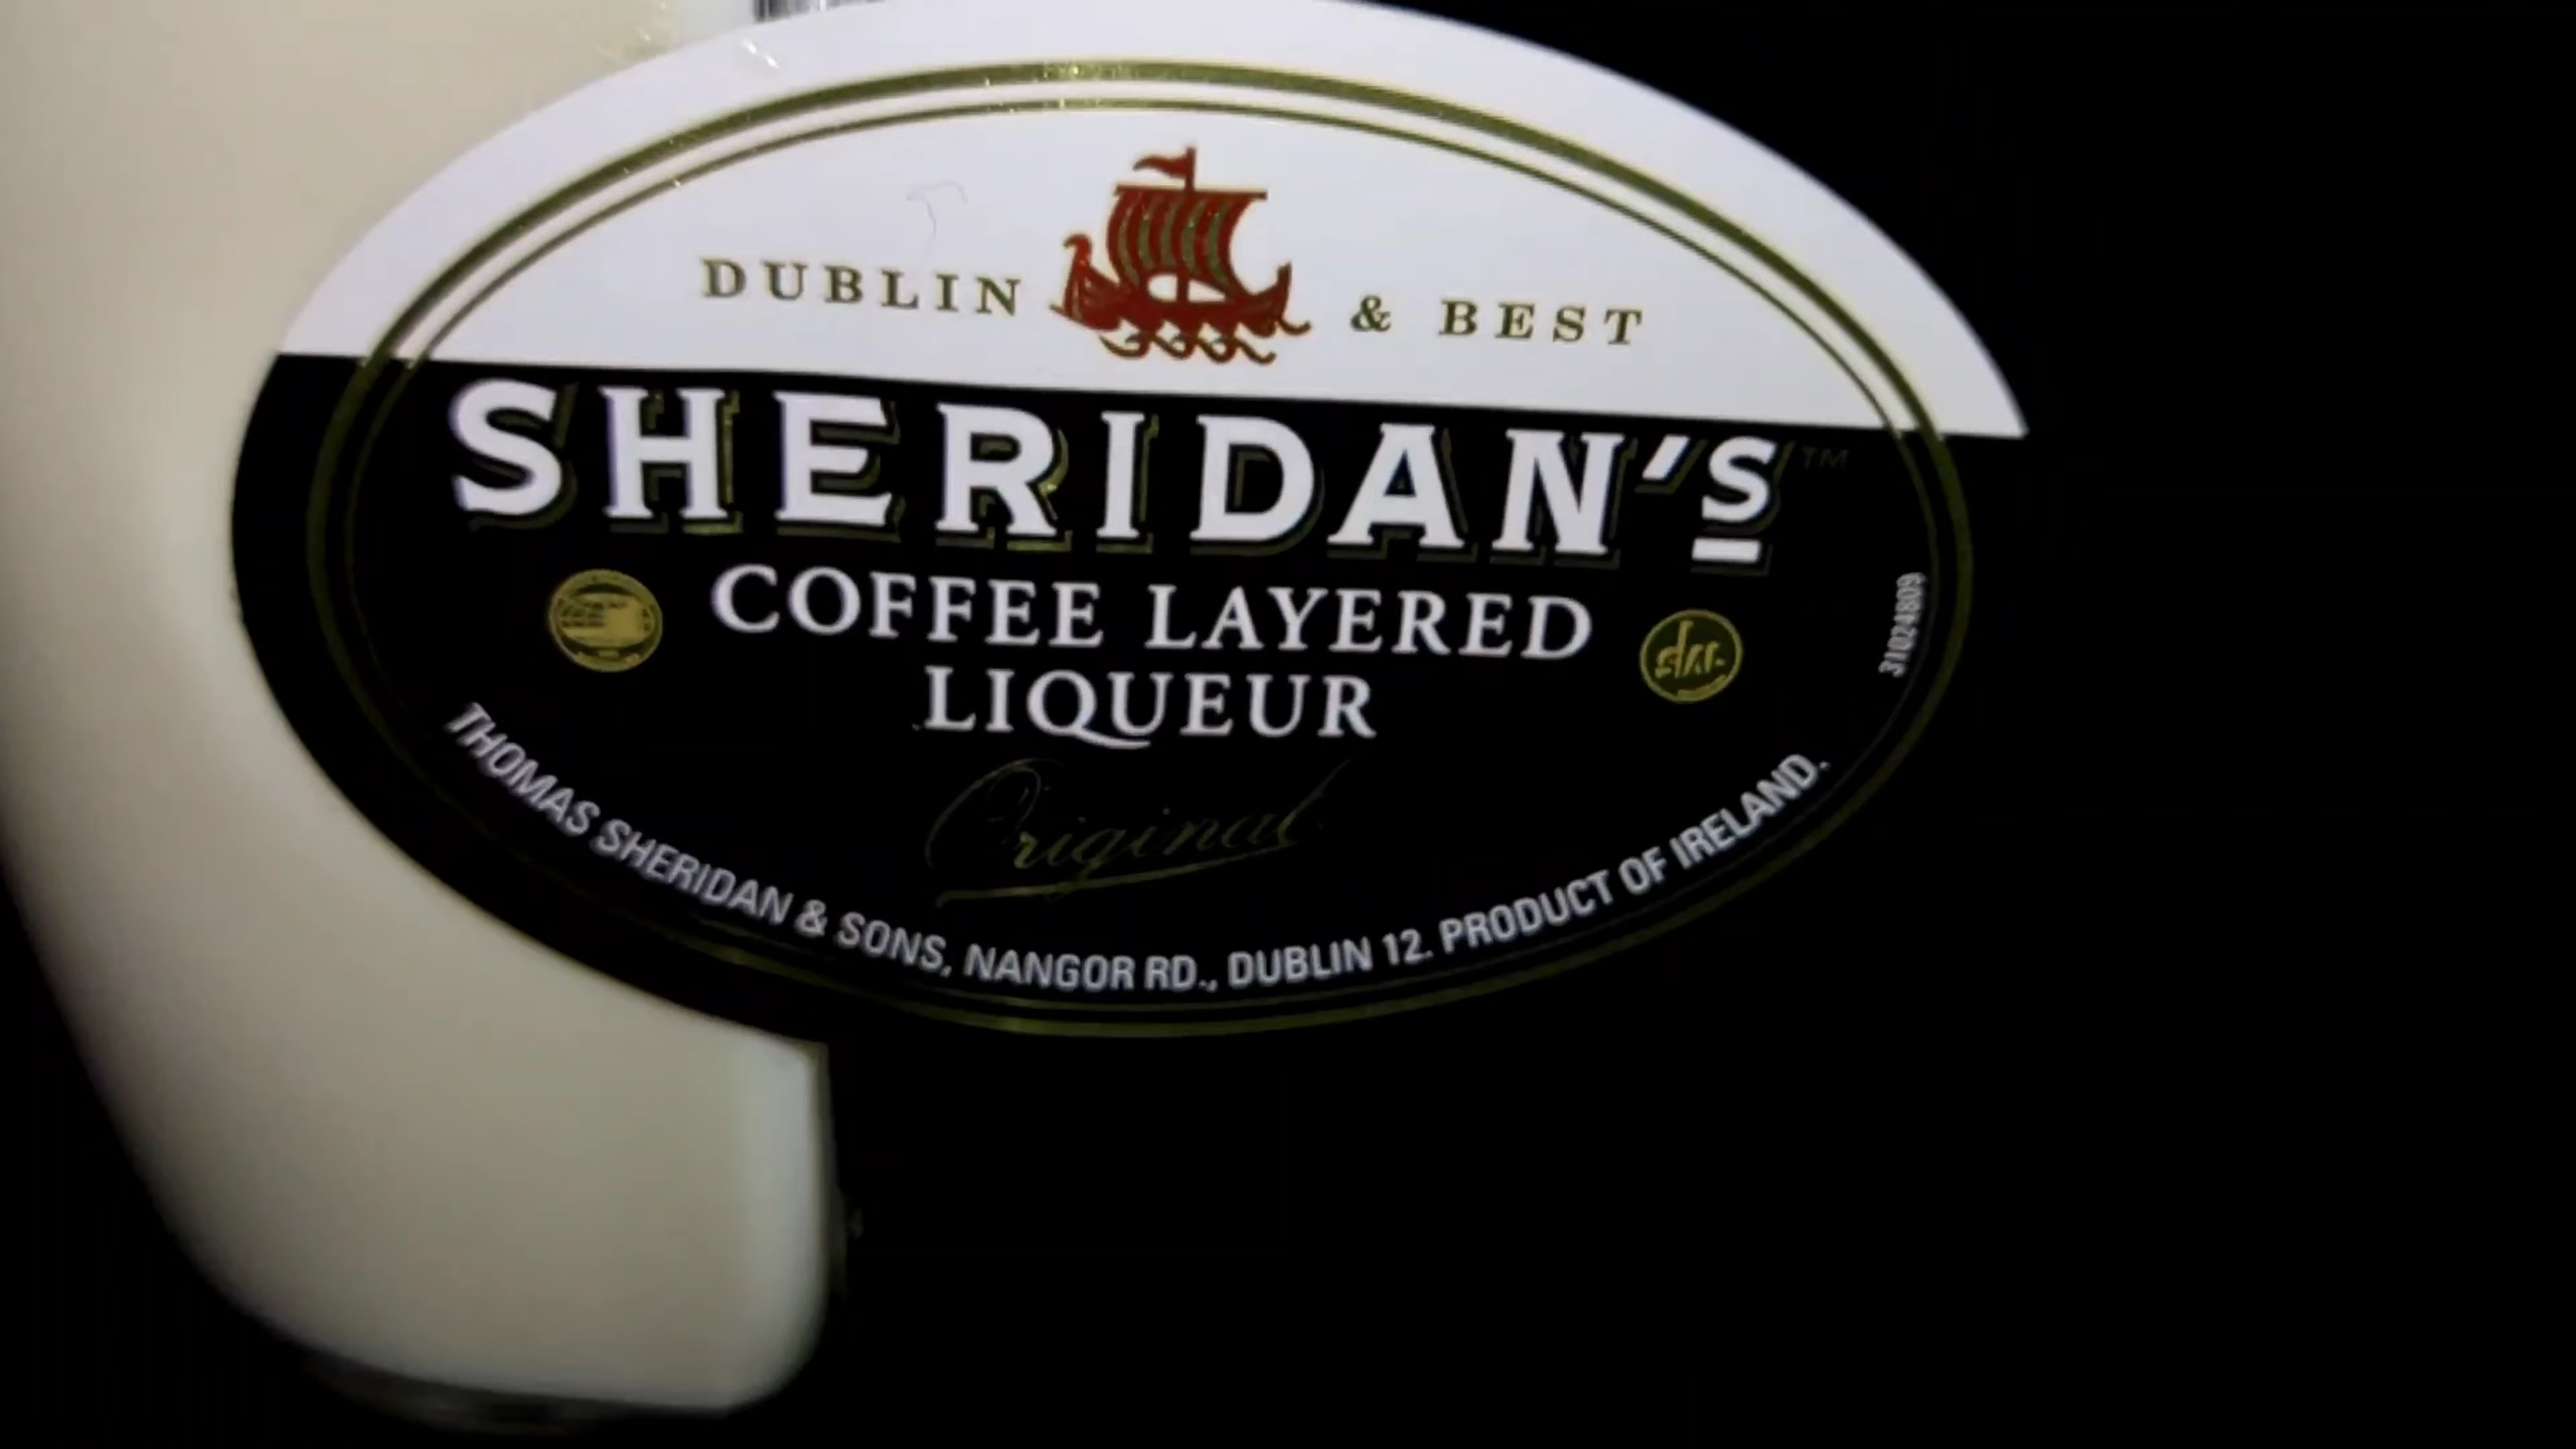 DUBLIN & BEST
SHERIDAN'S™
COFFEE LAYERED
LIQUEUR
Original
THOMAS SHERIDAN & SONS, NANGOR RD., DUBLIN 12. PRODUCT OF IRELAND.
31024809